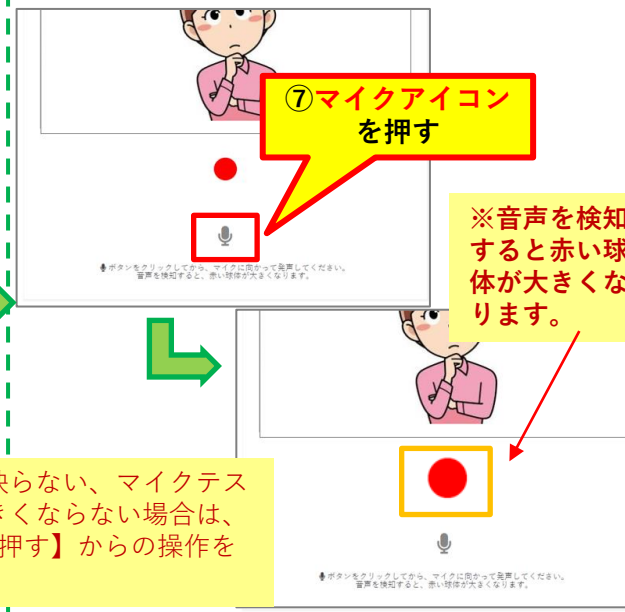 ⑦マイクアイコン
を押す
ボタンをクリックしてから、マイクに向かって発声してください。
音声を検知すると、赤い球体が大きくなります。
※音声を検知
すると赤い球
体が大きくな
ります。
映らない、マイクテス
きくならない場合は、
押す】からの操作を
ボタンをクリックしてから、マイクに向かって発声してください。
音声を検知すると、赤い球体が大きくなります。